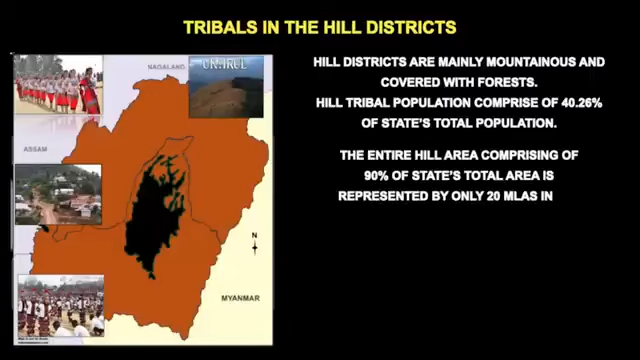 TRIBALS IN THE HILL DISTRICTS
HILL DISTRICTS ARE MAINLY MOUNTAINOUS AND
COVERED WITH FORESTS.
HILL TRIBAL POPULATION COMPRISE OF 40.26%
OF STATE'S TOTAL POPULATION.
THE ENTIRE HILL AREA COMPRISING OF
90% OF STATE'S TOTAL AREA IS
REPRESENTED BY ONLY 20 MLAS IN
NAGALAND
UKHRUL
ASSAM
N
MYANMAR